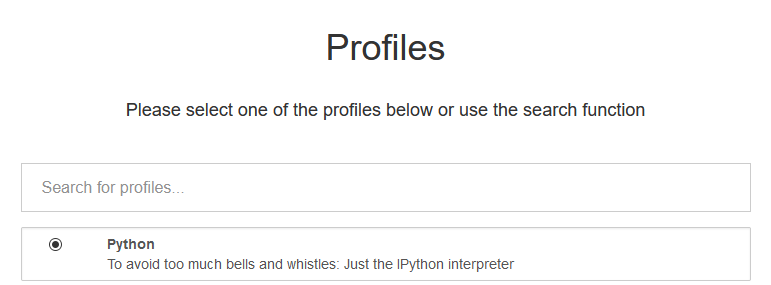 Profiles
Please select one of the profiles below or use the search function
Search for profiles...
Python
To avoid too much bells and whistles: Just the IPython interpreter